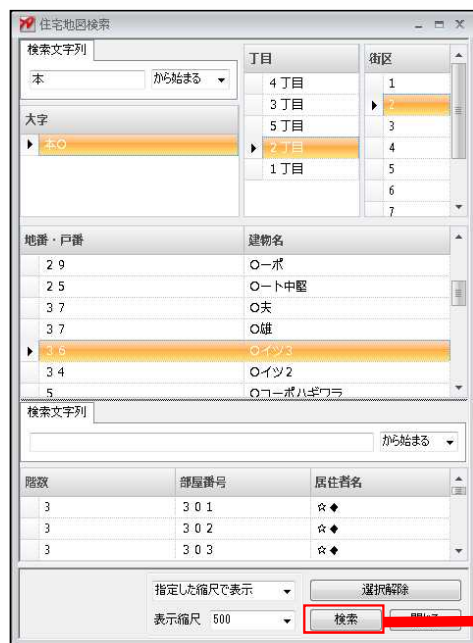 住宅地図検索
検索文字列
本 から始まる
大字
本○
丁目
4丁目
3丁目
5丁目
2丁目
1丁目
街区
1
2
3
4
5
6
7
地番・戸番 建物名
29 ○ーポ
25 ○ート中堅
37 ○夫
37 ○雄
36 ○イツ3
34 ○イツ2
5 ○コーポハギワラ
検索文字列
から始まる
階数 部屋番号 居住者名
3 301 ☆◆
3 302 ☆◆
3 303 ☆◆
指定した縮尺で表示 選択解除
表示縮尺 500 検索